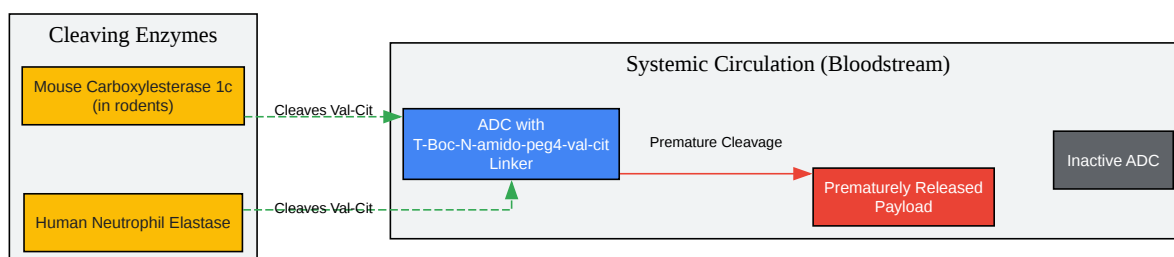 Cleaving Enzymes
Mouse Carboxylesterase 1c
(in rodents)
Human Neutrophil Elastase
Cleaves Val-Cit
Cleaves Val-Cit
Systemic Circulation (Bloodstream)
ADC with
T-Boc-N-amido-peg4-val-cit
Linker
Premature Cleavage
Prematurely Released
Payload
Inactive ADC